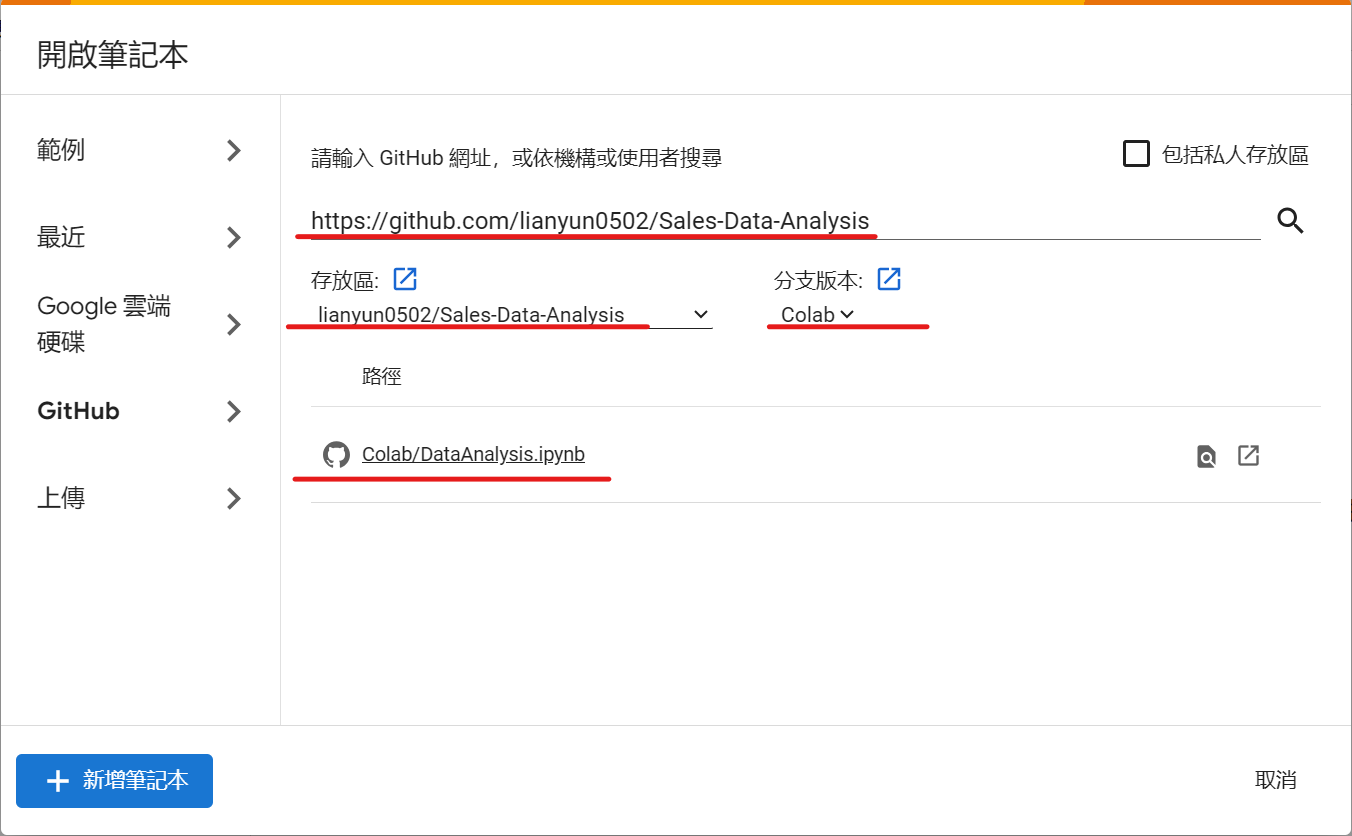 開啟筆記本
範例
最近
Google 雲端
硬碟
GitHub
上傳
請輸入 GitHub 網址，或依機構或使用者搜尋
包括私人存放區
https://github.com/lianyun0502/Sales-Data-Analysis
存放區:
分支版本:
lianyun0502/Sales-Data-Analysis
Colab
路徑
Colab/DataAnalysis.ipynb
新增筆記本
取消